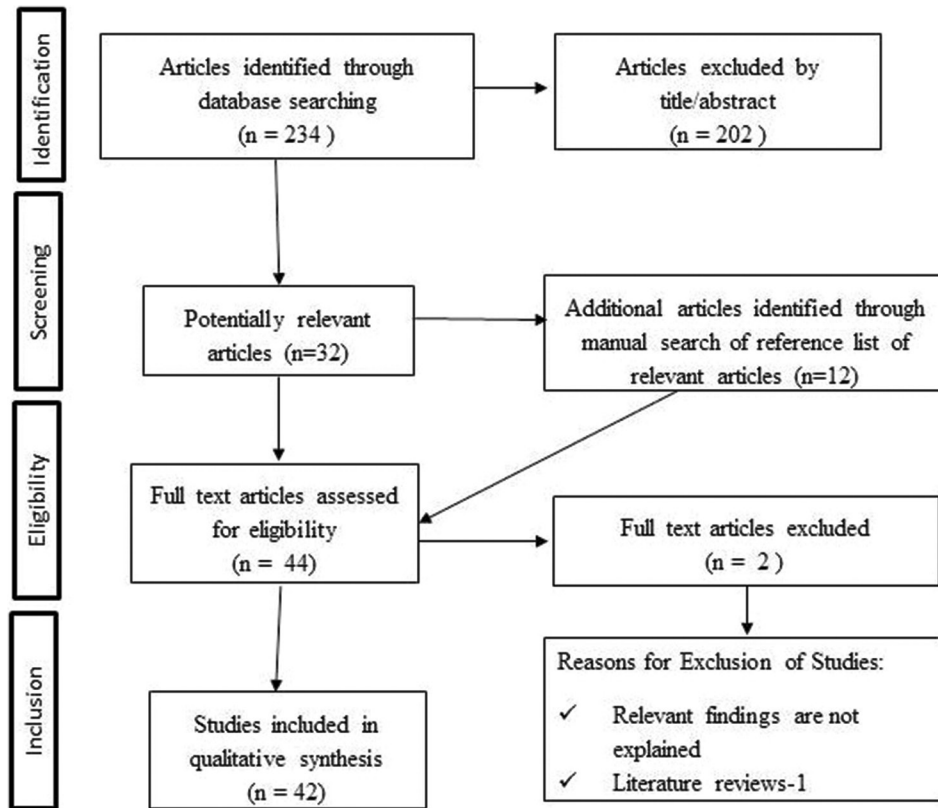 Identification
Articles identified through
database searching
(n = 234 )
Articles excluded by
title/abstract
(n = 202 )
Screening
Potentially relevant
articles (n=32)
Additional articles identified through
manual search of reference list of
relevant articles (n=12)
Eligibility
Full text articles assessed
for eligibility
(n = 44)
Full text articles excluded
(n = 2 )
Inclusion
Studies included in
qualitative synthesis
(n = 42)
Reasons for Exclusion of Studies:
✓ Relevant findings are not
explained
✓ Literature reviews-1